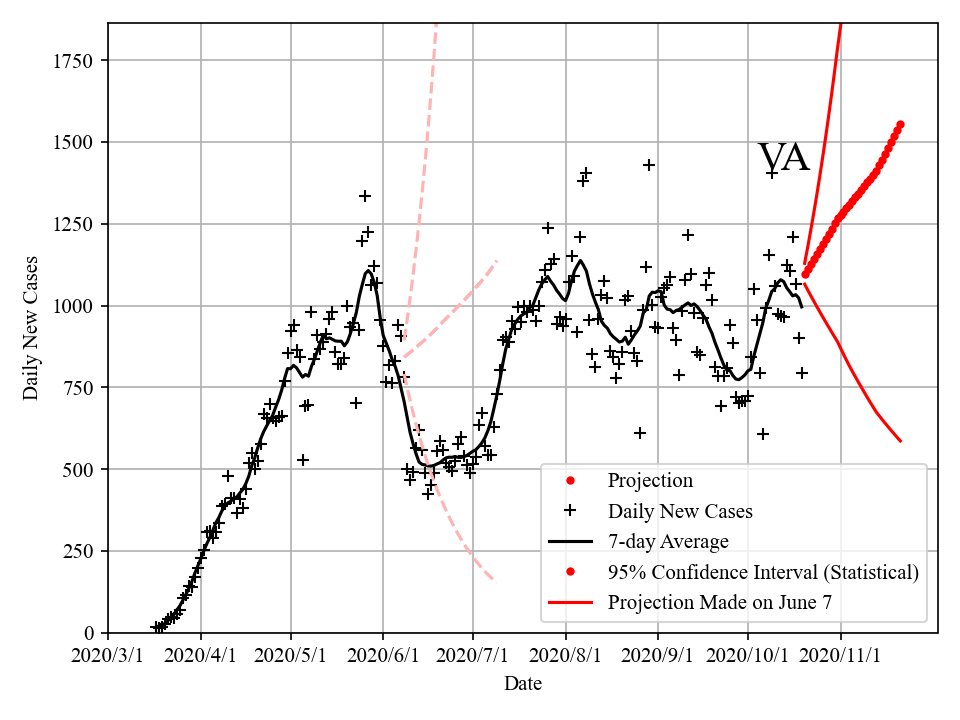 1750
1500
1250
1000
750
500
250
0
Daily New Cases
VA
Projection
Daily New Cases
7-day Average
95% Confidence Interval (Statistical)
Projection Made on June 7
2020/3/1 2020/4/1 2020/5/1 2020/6/1 2020/7/1 2020/8/1 2020/9/1 2020/10/1 2020/11/1
Date